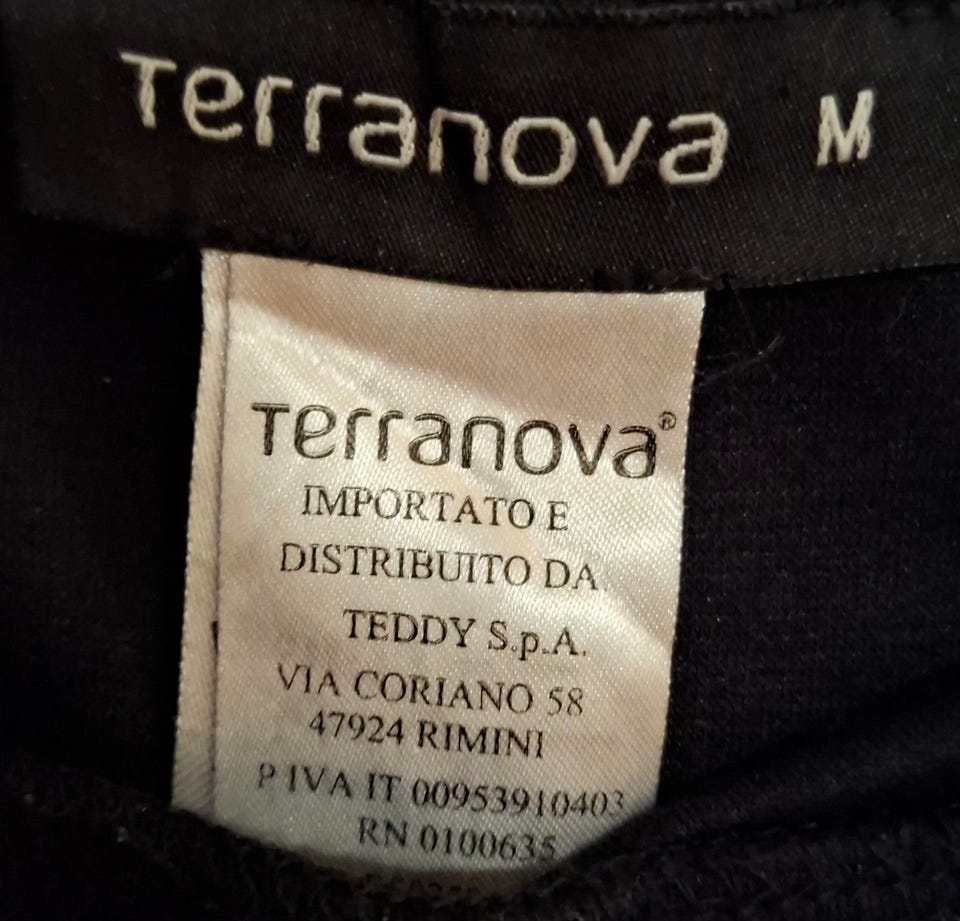 Terranova M
Terranova®
IMPORTATO E
DISTRIBUITO DA
TEDDY S.p.A.
VIA CORIANO 58
47924 RIMINI
P IVA IT 00953910403
RN 0100635